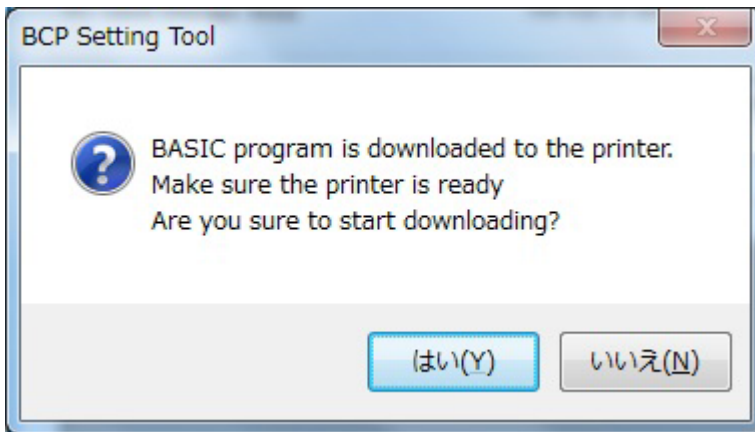 BCP Setting Tool
BASIC program is downloaded to the printer.
Make sure the printer is ready
Are you sure to start downloading?
はい(Y)
いいえ(N)